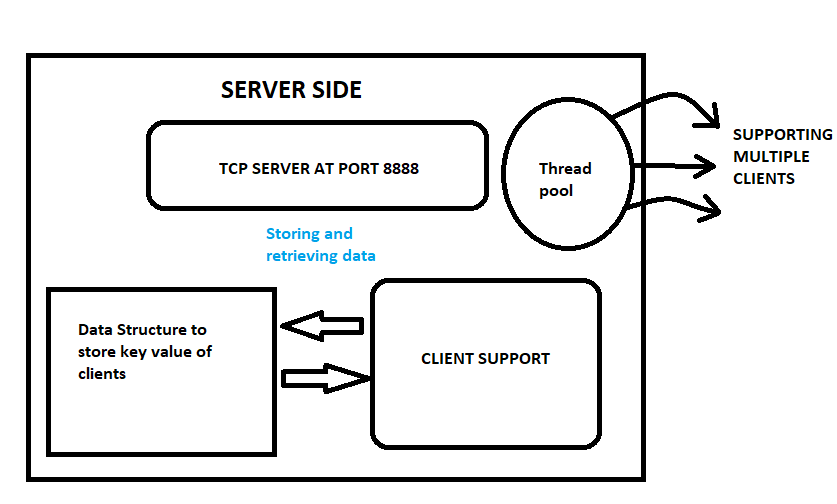 SERVER SIDE
TCP SERVER AT PORT 8888
Thread
pool
SUPPORTING
MULTIPLE
CLIENTS
Storing and
retrieving data
Data Structure to
store key value of
clients
CLIENT SUPPORT